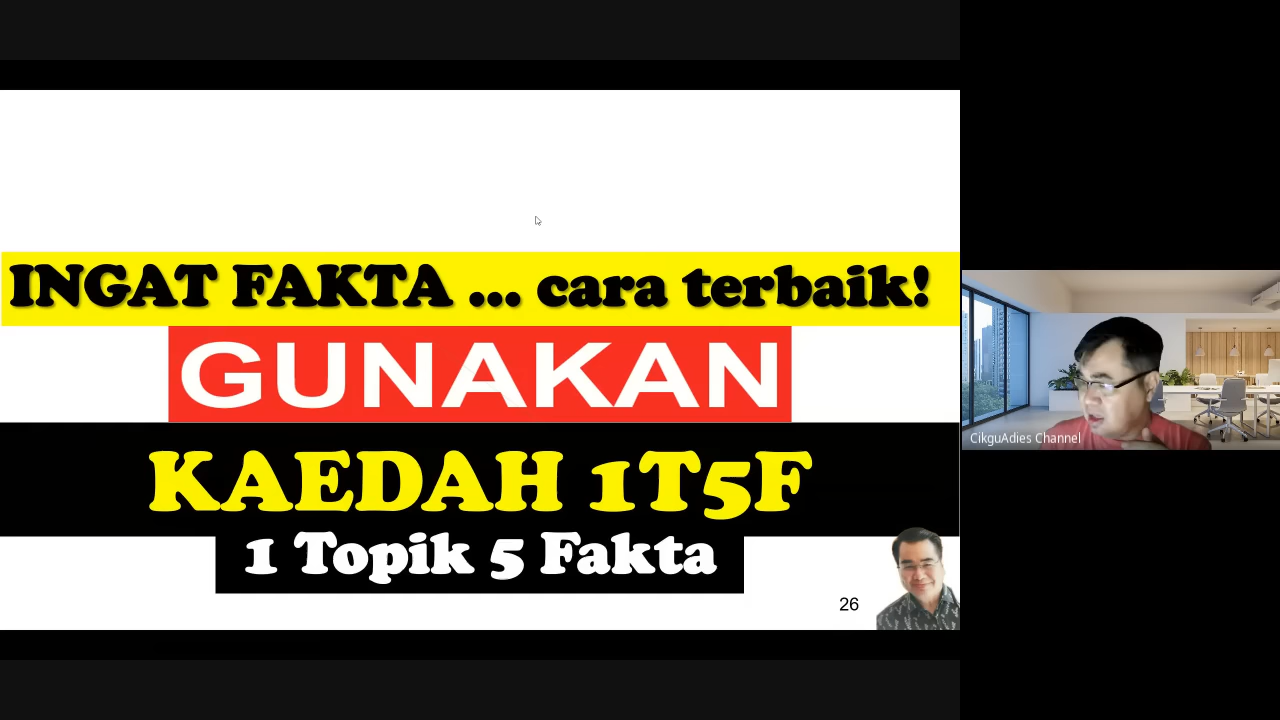 INGAT FAKTA ... cara terbaik!
GUNAKAN
KAEDAH 1T5F
1 Topik 5 Fakta
26
CikguAdies Channel